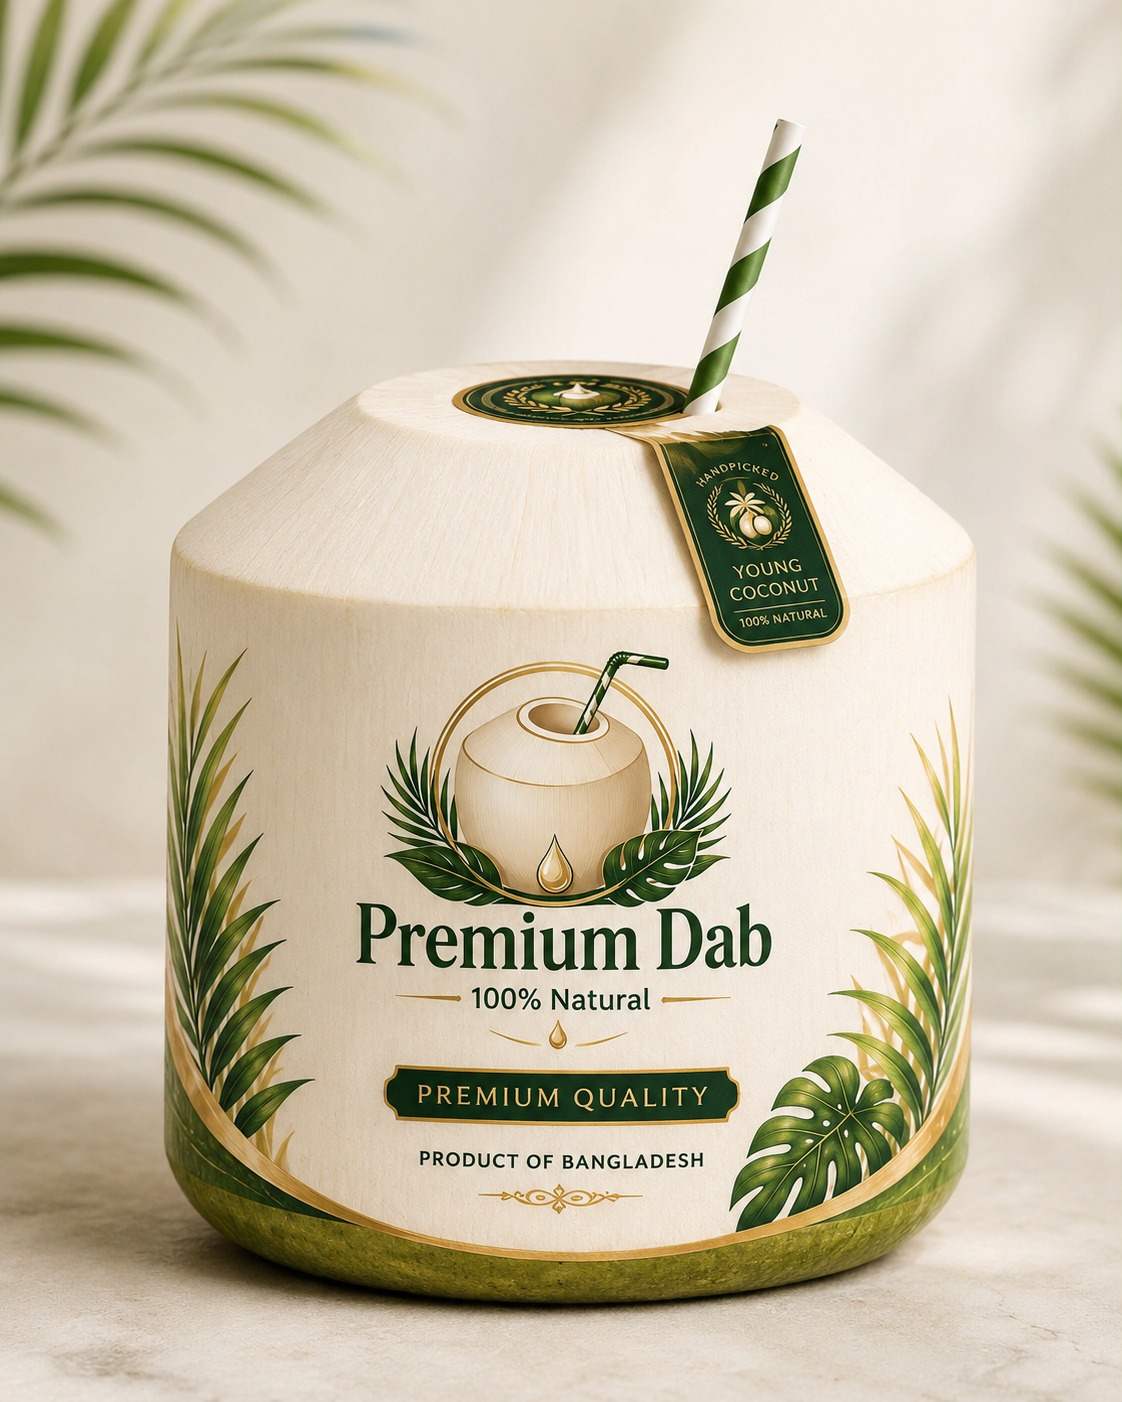 HANDPICKED
YOUNG
COCONUT
100% NATURAL
Premium Dab
100% Natural
PREMIUM QUALITY
PRODUCT OF BANGLADESH